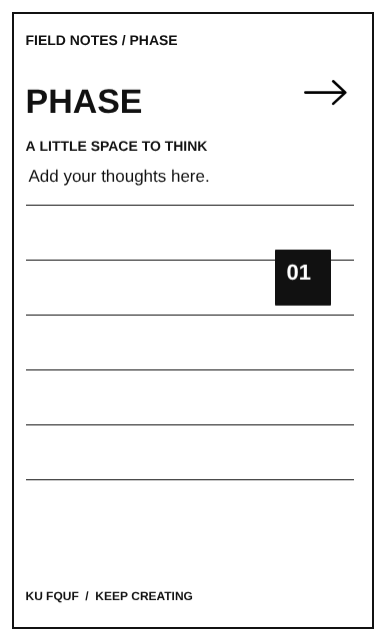 FIELD NOTES / PHASE
PHASE
A LITTLE SPACE TO THINK
Add your thoughts here.
01
KU FQUF / KEEP CREATING